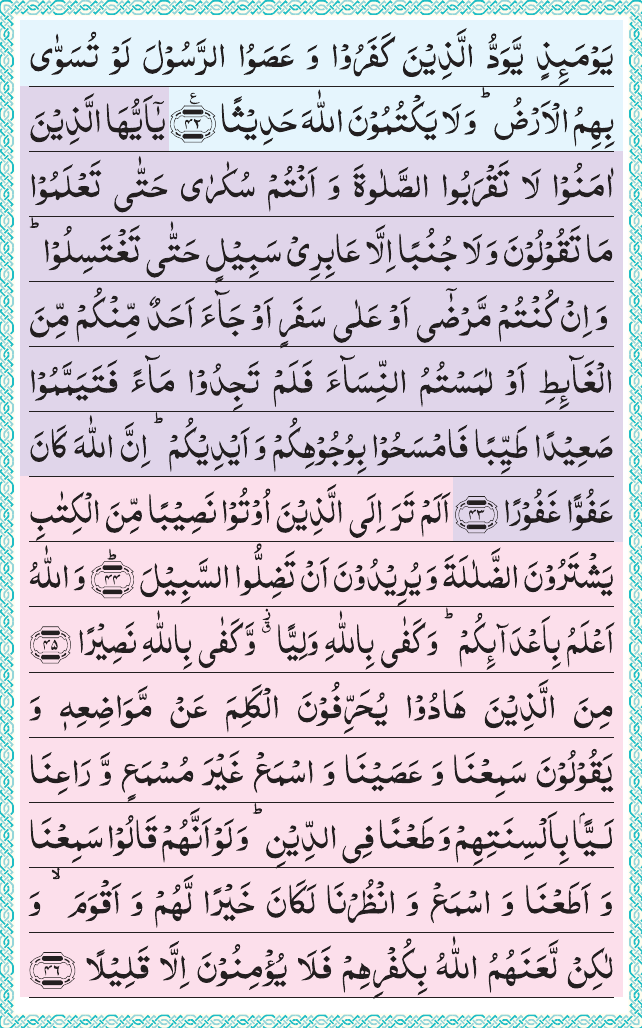 يَوْمَئِذٍ يَّوَدُّ الَّذِيْنَ كَفَرُوْا وَ عَصَوُا الرَّسُوْلَ لَوْ تُسَوّٰى
بِهِمُ الْاَرْضُ ؕ وَلَا يَكْتُمُوْنَ اللّٰهَ حَدِيْثًا ۴۲ ع يٰۤاَيُّهَا الَّذِيْنَ
اٰمَنُوْا لَا تَقْرَبُوا الصَّلٰوةَ وَ اَنْتُمْ سُكٰرٰى حَتّٰى تَعْلَمُوْا
مَا تَقُوْلُوْنَ وَلَا جُنُبًا اِلَّا عَابِرِىْ سَبِيْلٍ حَتّٰى تَغْتَسِلُوْا ؕ
وَ اِنْ كُنْتُمْ مَّرْضٰۤى اَوْ عَلٰى سَفَرٍ اَوْ جَآءَ اَحَدٌ مِّنْكُمْ مِّنَ
الْغَآئِطِ اَوْ لٰمَسْتُمُ النِّسَآءَ فَلَمْ تَجِدُوْا مَآءً فَتَيَمَّمُوْا
صَعِيْدًا طَيِّبًا فَامْسَحُوْا بِوُجُوْهِكُمْ وَ اَيْدِيْكُمْ ؕ اِنَّ اللّٰهَ كَانَ
عَفُوًّا غَفُوْرًا ۴۳ اَلَمْ تَرَ اِلَى الَّذِيْنَ اُوْتُوْا نَصِيْبًا مِّنَ الْكِتٰبِ
يَشْتَرُوْنَ الضَّلٰلَةَ وَ يُرِيْدُوْنَ اَنْ تَضِلُّوا السَّبِيْلَ ؕ ۴۴ وَ اللّٰهُ
اَعْلَمُ بِاَعْدَآئِكُمْ ؕ وَكَفٰى بِاللّٰهِ وَلِيًّا ۗ وَّكَفٰى بِاللّٰهِ نَصِيْرًا ۴۵
مِنَ الَّذِيْنَ هَادُوْا يُحَرِّفُوْنَ الْكَلِمَ عَنْ مَّوَاضِعِهٖ وَ
يَقُوْلُوْنَ سَمِعْنَا وَ عَصَيْنَا وَ اسْمَعْ غَيْرَ مُسْمَعٍ وَّ رَاعِنَا
لَيًّۢا بِاَلْسِنَتِهِمْ وَطَعْنًا فِى الدِّيْنِ ؕ وَلَوْ اَنَّهُمْ قَالُوْا سَمِعْنَا
وَ اَطَعْنَا وَ اسْمَعْ وَ انْظُرْنَا لَكَانَ خَيْرًا لَّهُمْ وَ اَقْوَمَ ۙ وَ
لٰكِنْ لَّعَنَهُمُ اللّٰهُ بِكُفْرِهِمْ فَلَا يُؤْمِنُوْنَ اِلَّا قَلِيْلًا ۴۶